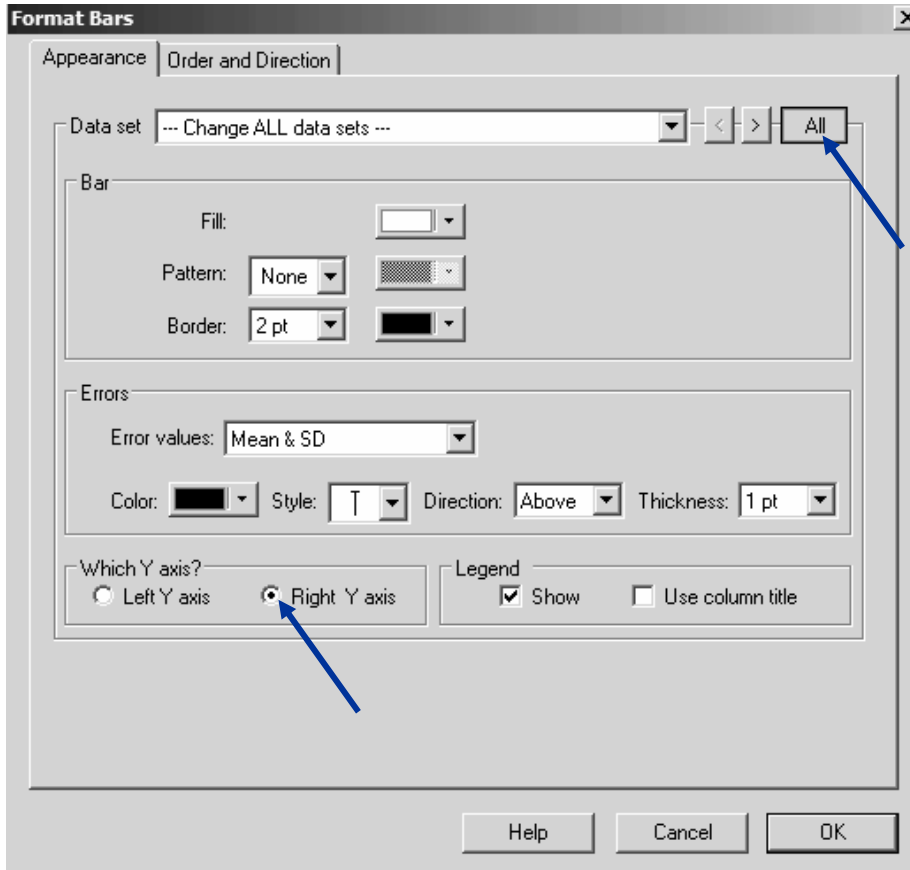 Format Bars
Appearance Order and Direction
Data set --- Change ALL data sets --- < > All
Bar
Fill:
Pattern: None
Border: 2 pt
Errors
Error values: Mean & SD
Color: Style: Direction: Above Thickness: 1 pt
Which Y axis? Legend
Left Y axis Right Y axis Show Use column title
Help Cancel OK